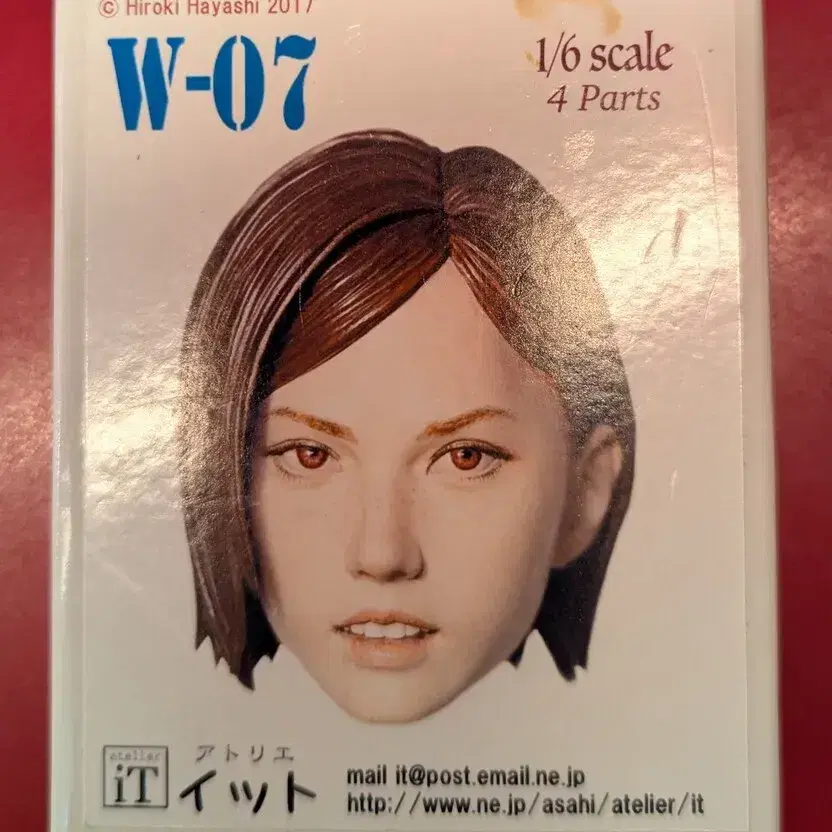 © Hiroki Hayashi 2017
W-07
1/6 scale
4 Parts
atelier
iT
アトリエ
イット
mail it@post.email.ne.jp
http://www.ne.jp/asahi/atelier/it